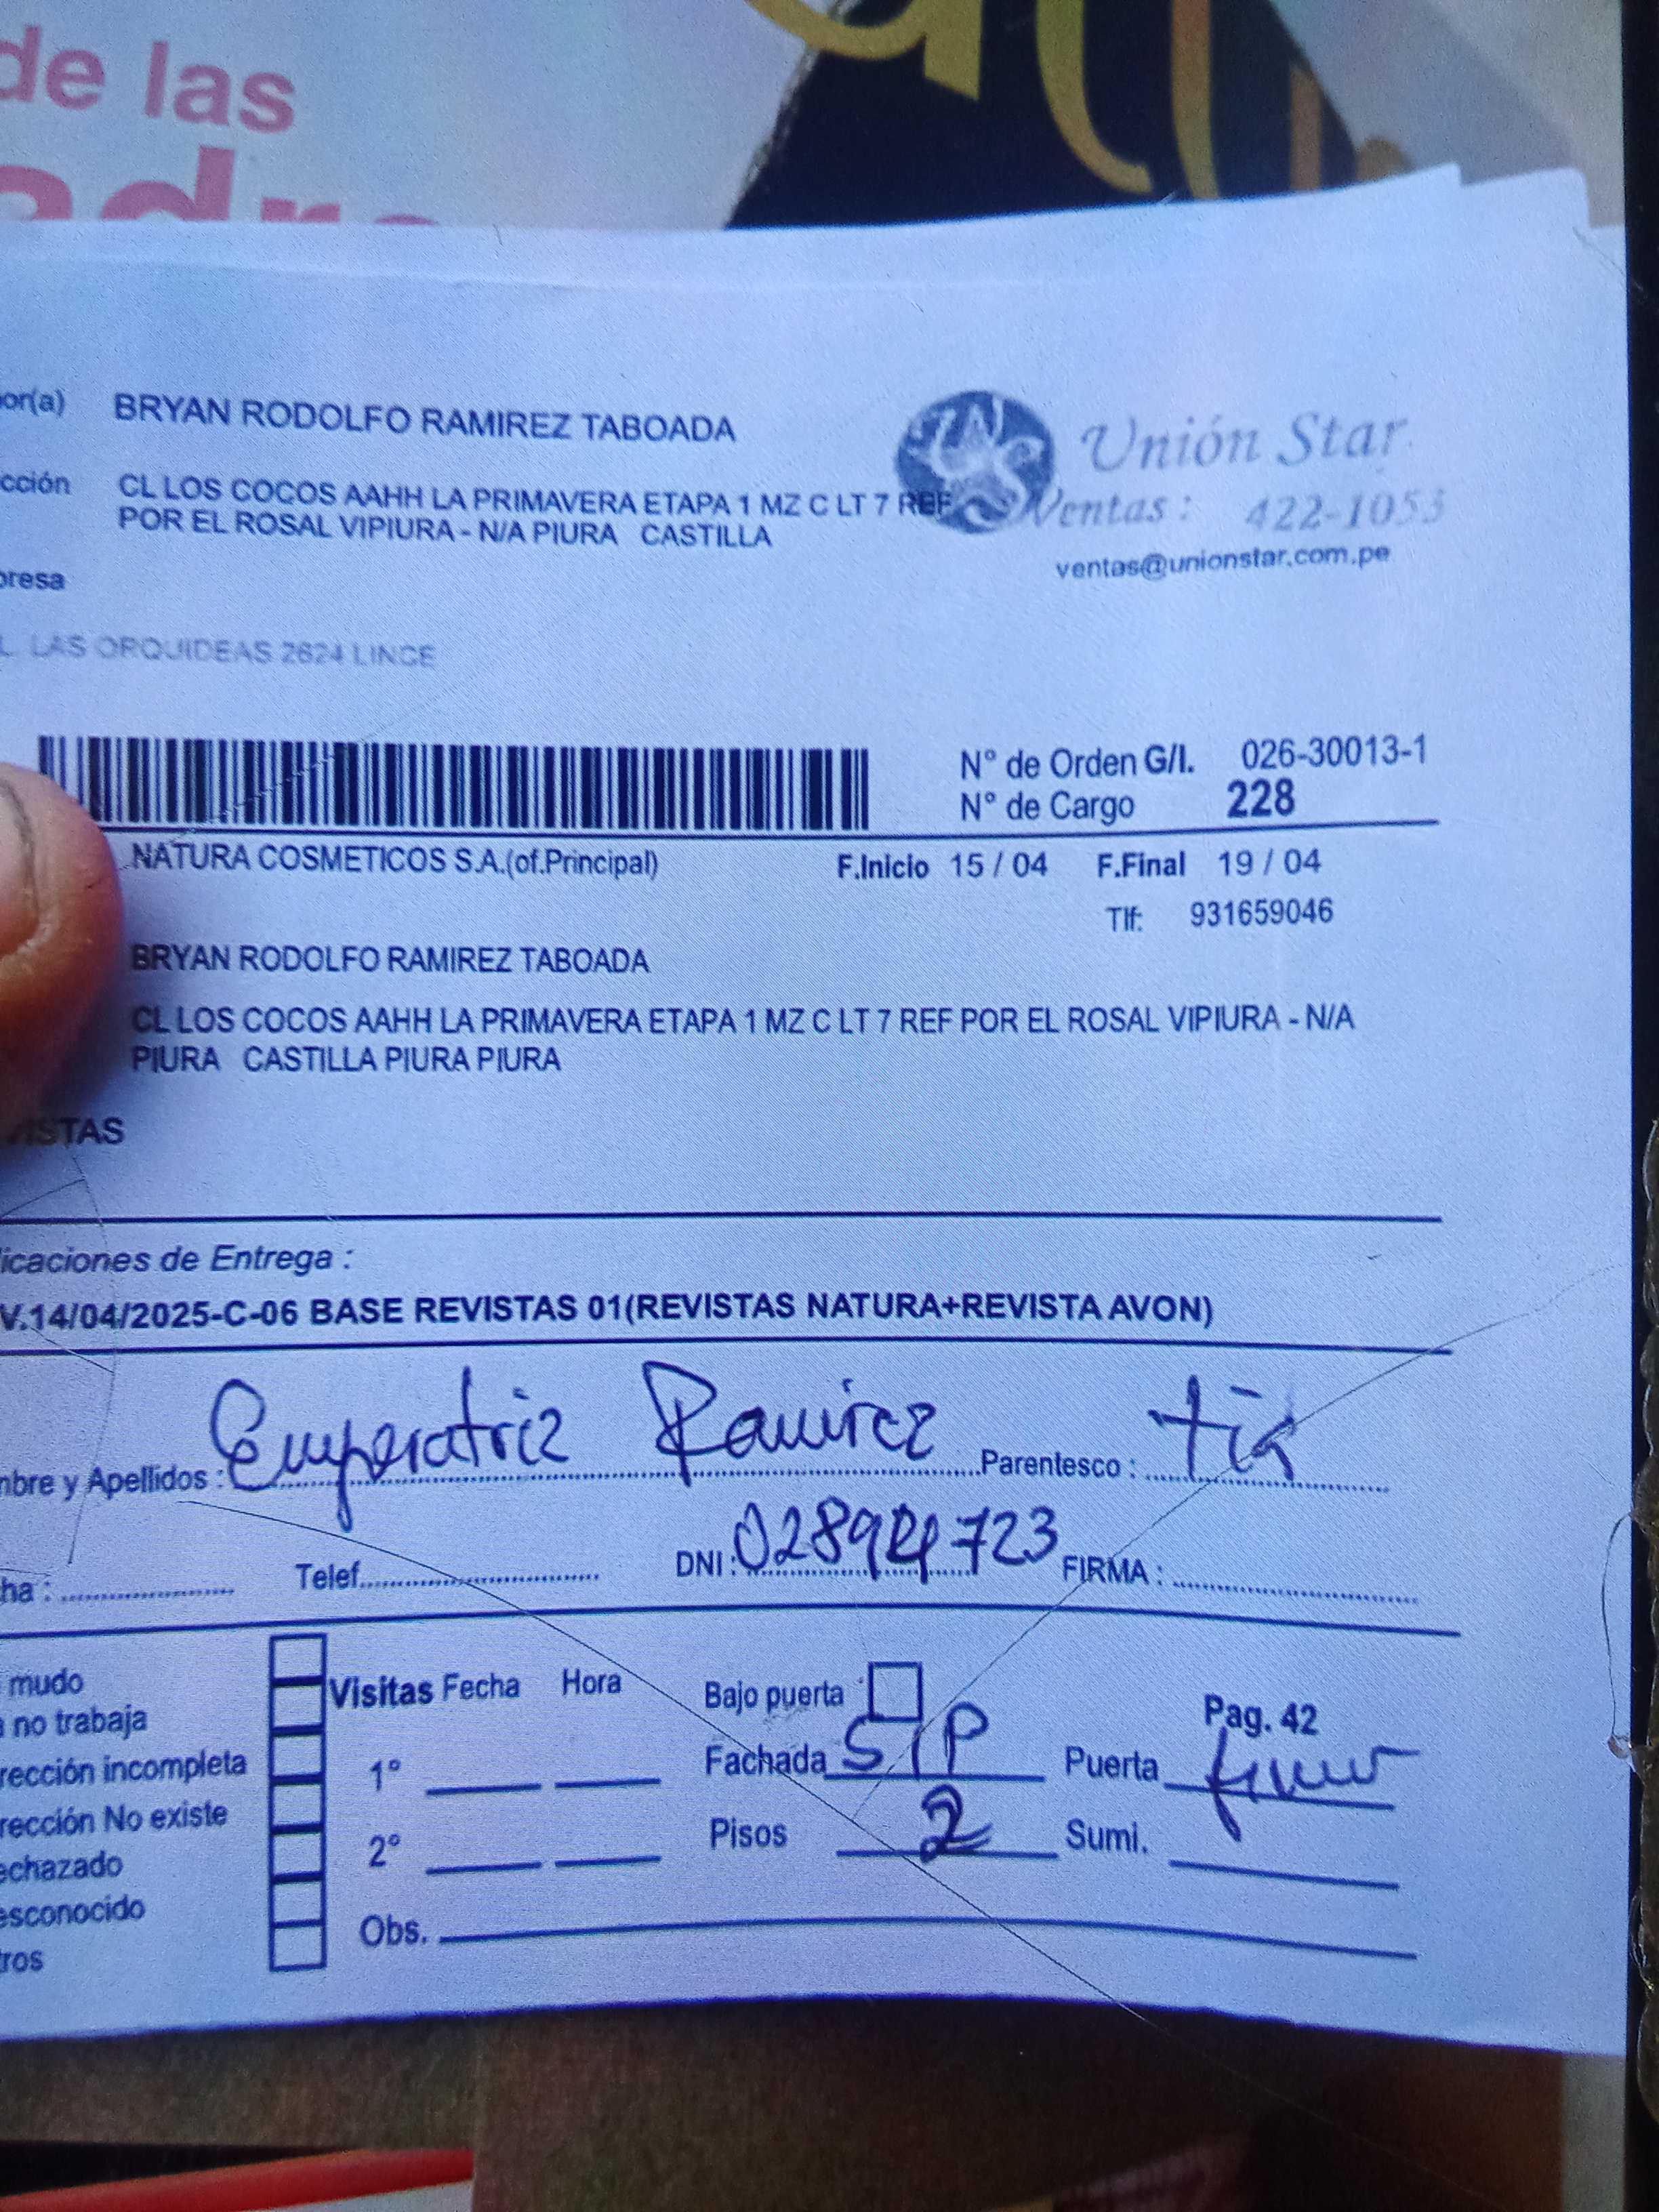 de las
adre
or(a) BRYAN RODOLFO RAMIREZ TABOADA
Unión Star
cción CL LOS COCOS AAHH LA PRIMAVERA ETAPA 1 MZ C LT 7 REF
POR EL ROSAL VIPIURA - N/A PIURA CASTILLA
Ventas : 422-1053
ventas@unionstar.com.pe
presa
L. LAS ORQUIDEAS 2624 LINCE
N° de Orden G/I. 026-30013-1
N° de Cargo 228
NATURA COSMETICOS S.A.(of.Principal) F.Inicio 15 / 04 F.Final 19 / 04
Tlf: 931659046
BRYAN RODOLFO RAMIREZ TABOADA
CL LOS COCOS AAHH LA PRIMAVERA ETAPA 1 MZ C LT 7 REF POR EL ROSAL VIPIURA - N/A
PIURA CASTILLA PIURA PIURA
ISTAS
icaciones de Entrega :
V.14/04/2025-C-06 BASE REVISTAS 01(REVISTAS NATURA+REVISTA AVON)
mbre y Apellidos : Emperatriz Ramirez Parentesco : tia
ha : Telef. DNI : FIRMA :
mudo
no trabaja
rección incompleta
rección No existe
echazado
esconocido
tros
Visitas Fecha Hora
1°
2°
Obs.
Bajo puerta
Pag. 42
Fachada S/P Puerta
Pisos 2 Sumi.